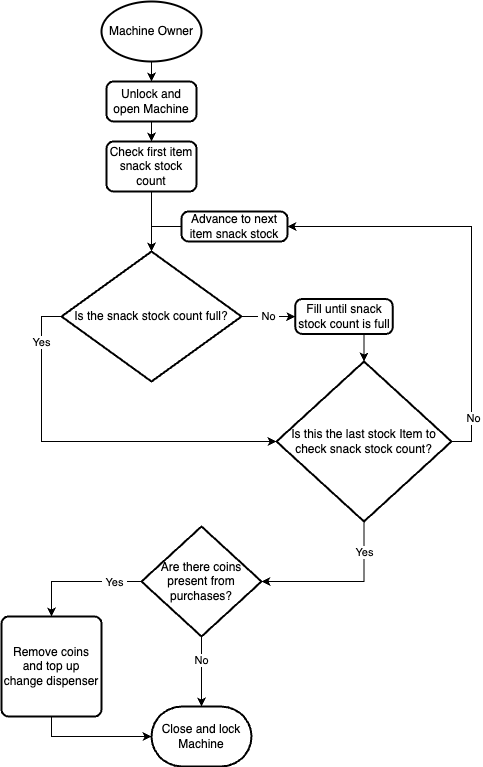 Machine Owner
Unlock and
open Machine
Check first item
snack stock
count
Advance to next
item snack stock
Is the snack stock count full?
No
Fill until snack
stock count is full
Yes
Is this the last stock Item to
check snack stock count?
No
Yes
Are there coins
present from
purchases?
Yes
Remove coins
and top up
change dispenser
No
Close and lock
Machine